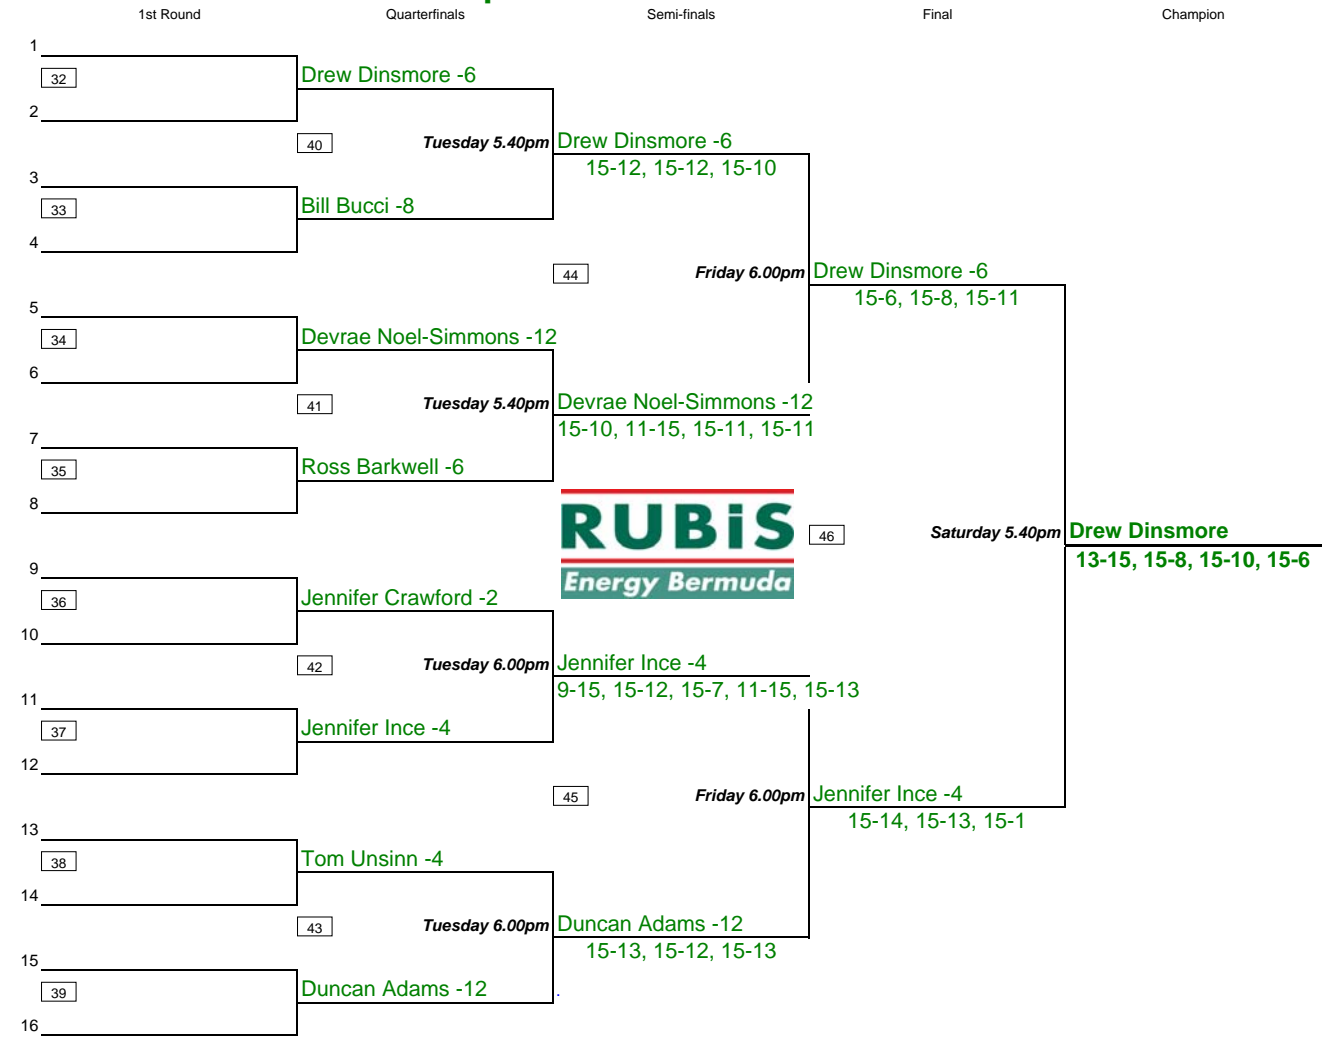 1st Round Quarterfinals Semi-finals Final Champion
1
32 Drew Dinsmore -6
2
40 Tuesday 5.40pm Drew Dinsmore -6
15-12, 15-12, 15-10
3
33 Bill Bucci -8
4
44 Friday 6.00pm Drew Dinsmore -6
15-6, 15-8, 15-11
5
34 Devrae Noel-Simmons -12
6
41 Tuesday 5.40pm Devrae Noel-Simmons -12
15-10, 11-15, 15-11, 15-11
7
35 Ross Barkwell -6
8
RUBiS
46 Saturday 5.40pm Drew Dinsmore
13-15, 15-8, 15-10, 15-6
Energy Bermuda
9
36 Jennifer Crawford -2
10
42 Tuesday 6.00pm Jennifer Ince -4
9-15, 15-12, 15-7, 11-15, 15-13
11
37 Jennifer Ince -4
12
45 Friday 6.00pm Jennifer Ince -4
15-14, 15-13, 15-1
13
38 Tom Unsinn -4
14
43 Tuesday 6.00pm Duncan Adams -12
15-13, 15-12, 15-13
15
39 Duncan Adams -12 .
16